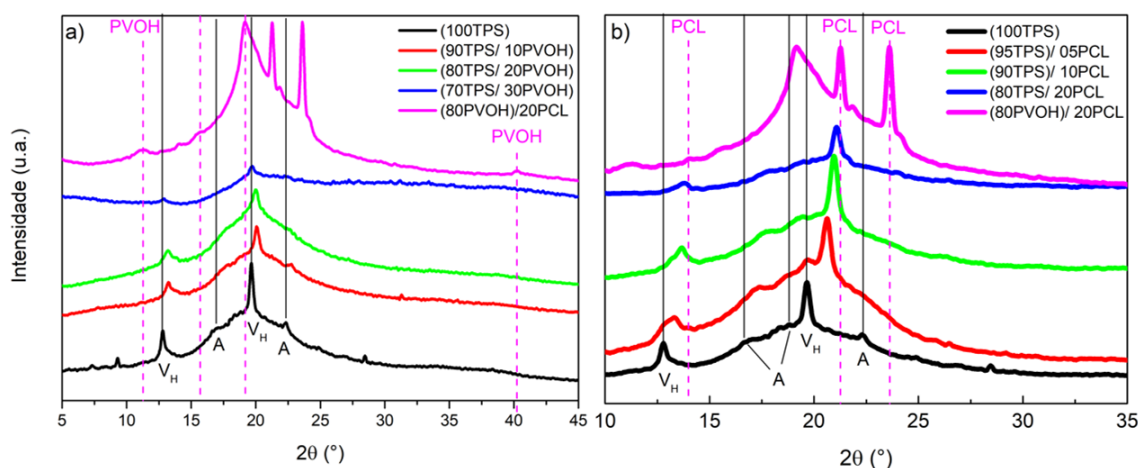 a)
PVOH
(100TPS)
(90TPS/ 10PVOH)
(80TPS/ 20PVOH)
(70TPS/ 30PVOH)
(80PVOH)/20PCL
PVOH
V_H
A
V_H
A
5 10 15 20 25 30 35 40 45
2θ (°)
Intensidade (u.a.)
b)
PCL
PCL
PCL
(100TPS)
(95TPS)/ 05PCL
(90TPS)/ 10PCL
(80TPS/ 20PCL
(80PVOH)/ 20PCL
V_H
A
V_H
A
10 15 20 25 30 35
2θ (°)